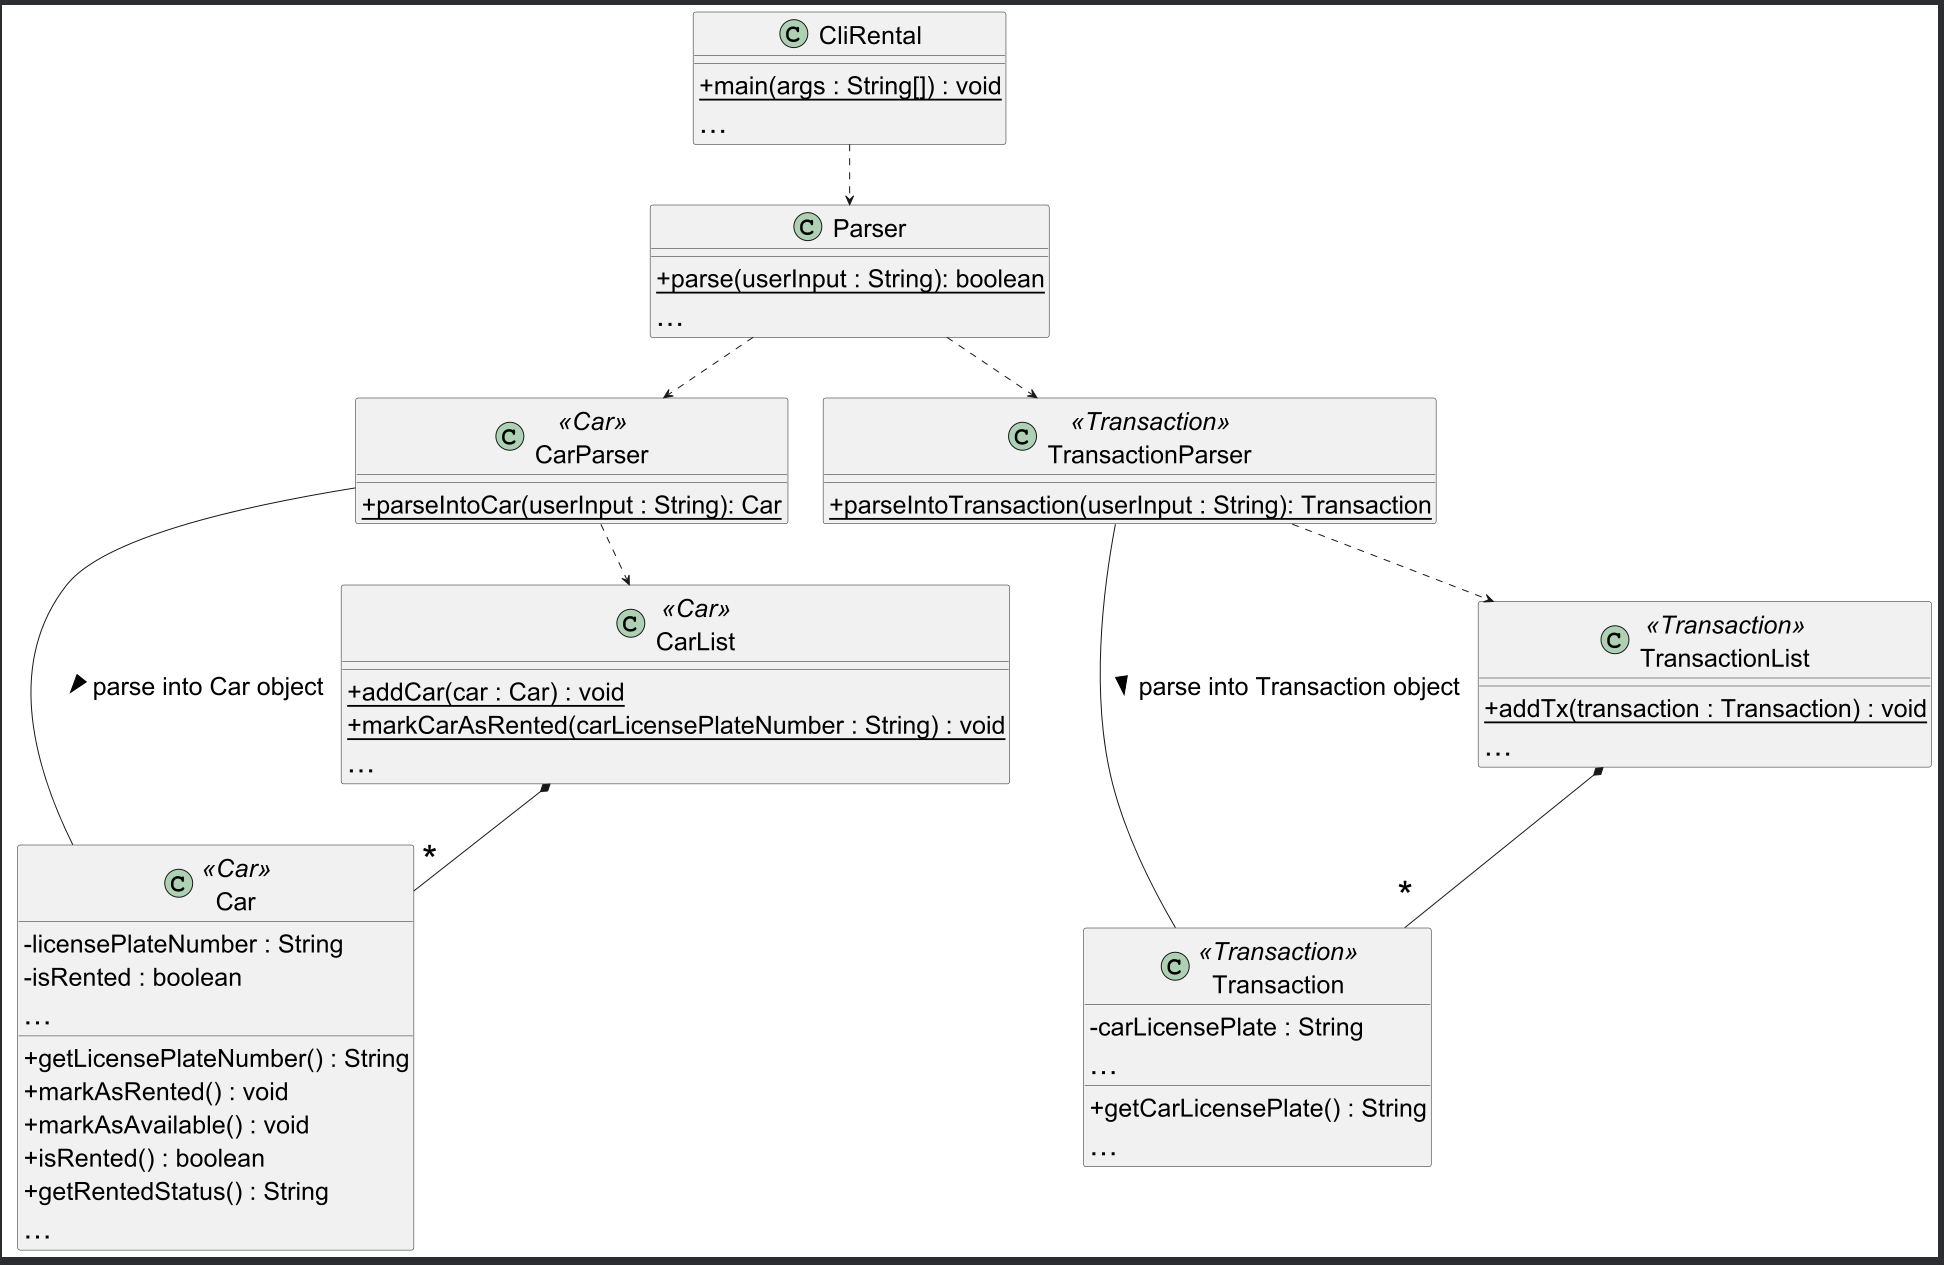 C CliRental
+main(args : String[]) : void
...
C Parser
+parse(userInput : String): boolean
...
«Car»
C CarParser
+parseIntoCar(userInput : String): Car
«Transaction»
C TransactionParser
+parseIntoTransaction(userInput : String): Transaction
«Car»
C CarList
+addCar(car : Car) : void
+markCarAsRented(carLicensePlateNumber : String) : void
...
«Transaction»
C TransactionList
+addTx(transaction : Transaction) : void
...
parse into Car object
parse into Transaction object
*
*
«Car»
C Car
-licensePlateNumber : String
-isRented : boolean
...
+getLicensePlateNumber() : String
+markAsRented() : void
+markAsAvailable() : void
+isRented() : boolean
+getRentedStatus() : String
...
«Transaction»
C Transaction
-carLicensePlate : String
...
+getCarLicensePlate() : String
...